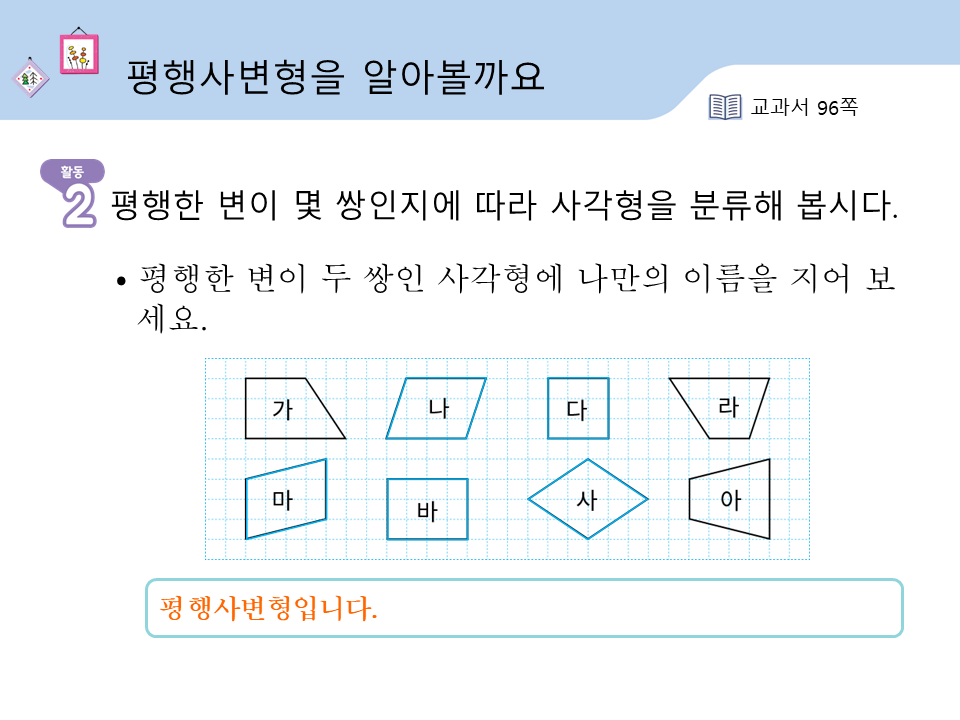 평행사변형을 알아볼까요
교과서 96쪽
활동
2 평행한 변이 몇 쌍인지에 따라 사각형을 분류해 봅시다.
• 평행한 변이 두 쌍인 사각형에 나만의 이름을 지어 보
세요.
가 나 다 라
마 바 사 아
평행사변형입니다.